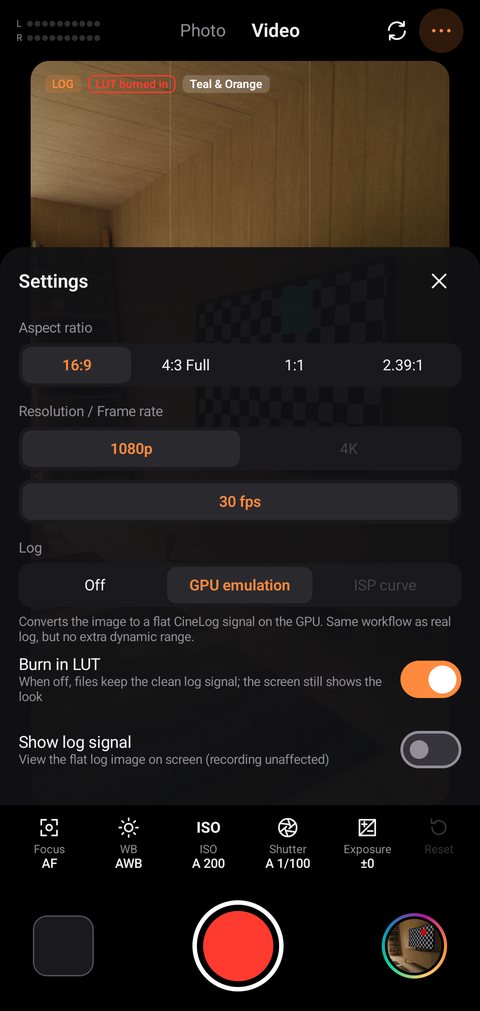 L
R
Photo
Video
LOG
LUT burned in
Teal & Orange
Settings
Aspect ratio
16:9
4:3 Full
1:1
2.39:1
Resolution / Frame rate
1080p
4K
30 fps
Log
Off
GPU emulation
ISP curve
Converts the image to a flat CineLog signal on the GPU. Same workflow as real
log, but no extra dynamic range.
Burn in LUT
When off, files keep the clean log signal; the screen still shows the
look
Show log signal
View the flat log image on screen (recording unaffected)
ISO
Focus
WB
ISO
Shutter
Exposure
Reset
AF
AWB
A 200
A 1/100
±0